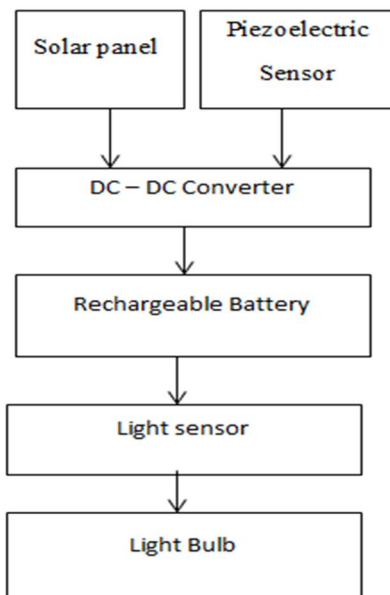 Solar panel
Piezoelectric
Sensor
DC – DC Converter
Rechargeable Battery
Light sensor
Light Bulb